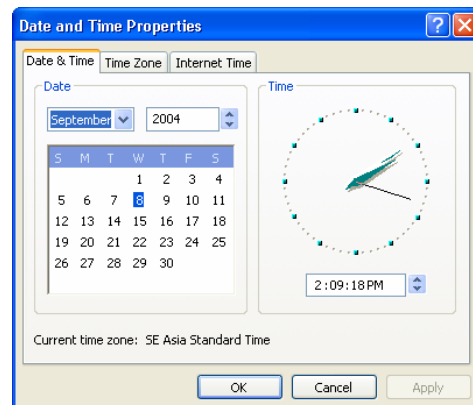 Date and Time Properties
Date & Time Time Zone Internet Time
Date
Time
September 2004
S M T W T F S
1 2 3 4
5 6 7 8 9 10 11
12 13 14 15 16 17 18
19 20 21 22 23 24 25
26 27 28 29 30
2:09:18 PM
Current time zone: SE Asia Standard Time
OK Cancel Apply